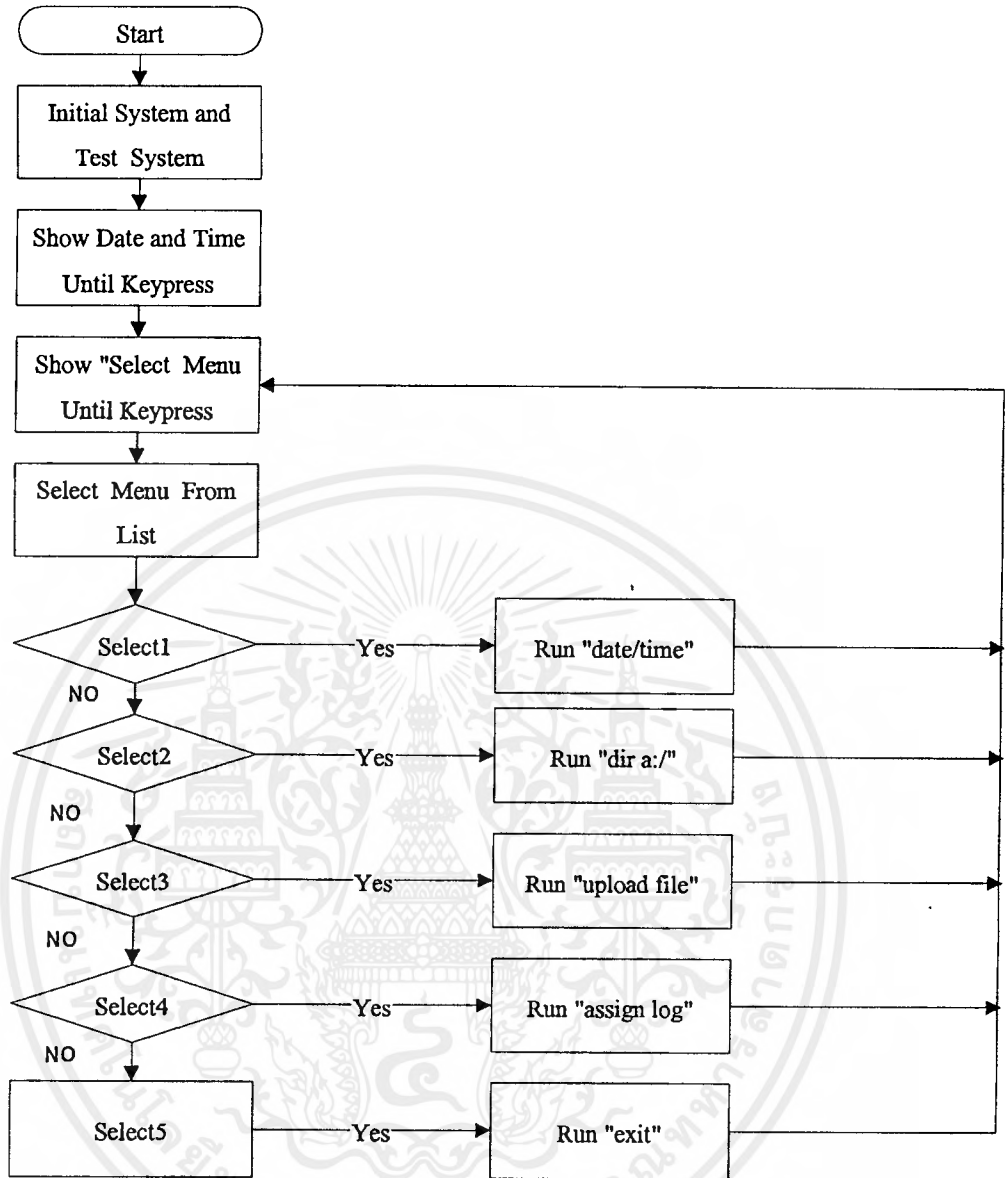 Start
Initial System and
Test System
Show Date and Time
Until Keypress
Show "Select Menu
Until Keypress
Select Menu From
List
Select1
Yes
Run "date/time"
NO
Select2
Yes
Run "dir a:/"
NO
Select3
Yes
Run "upload file"
NO
Select4
Yes
Run "assign log"
NO
Select5
Yes
Run "exit"